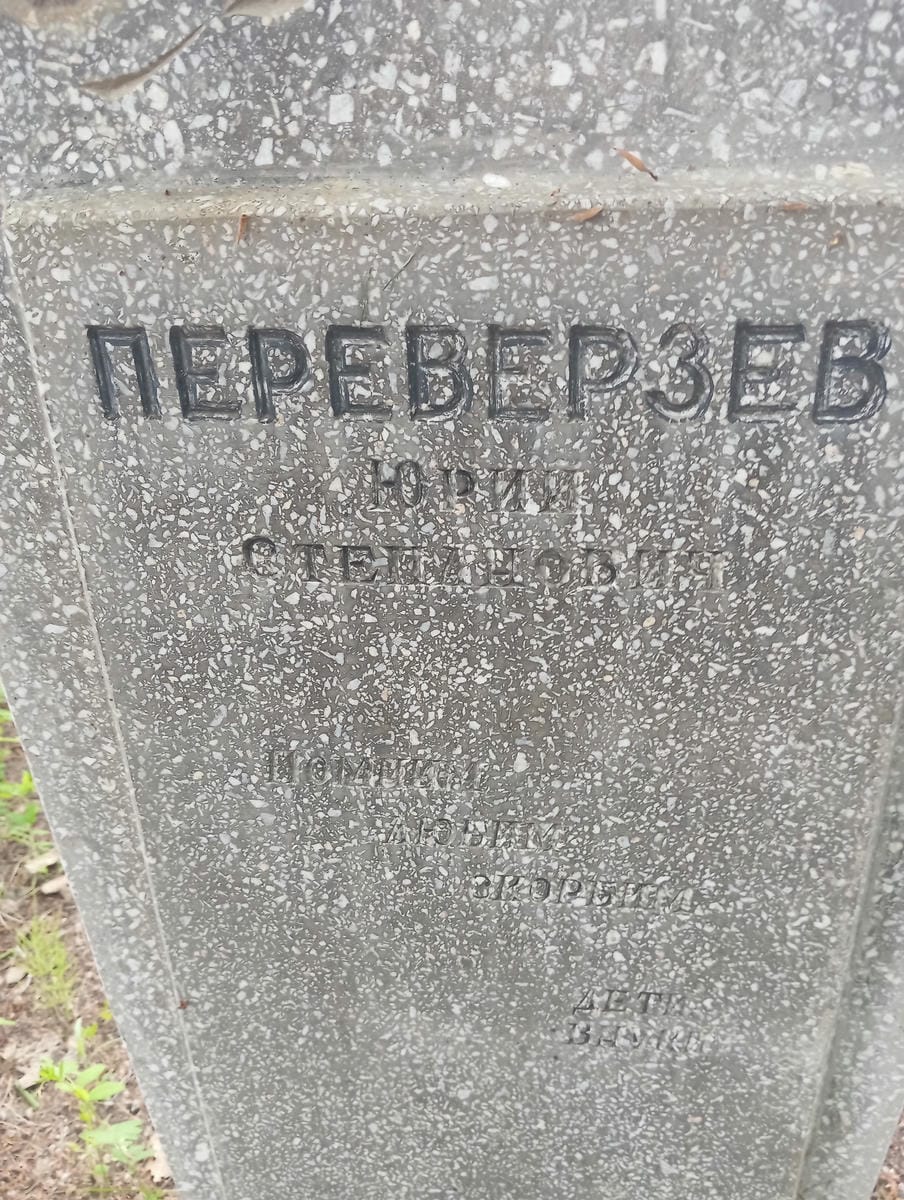 ПЕРЕВЕРЗЕВ
ЮРИЙ
СТЕПАНОВИЧ
ПОМНИМ
ЛЮБИМ
СКОРБИМ
ДЕТИ
ВНУКИ